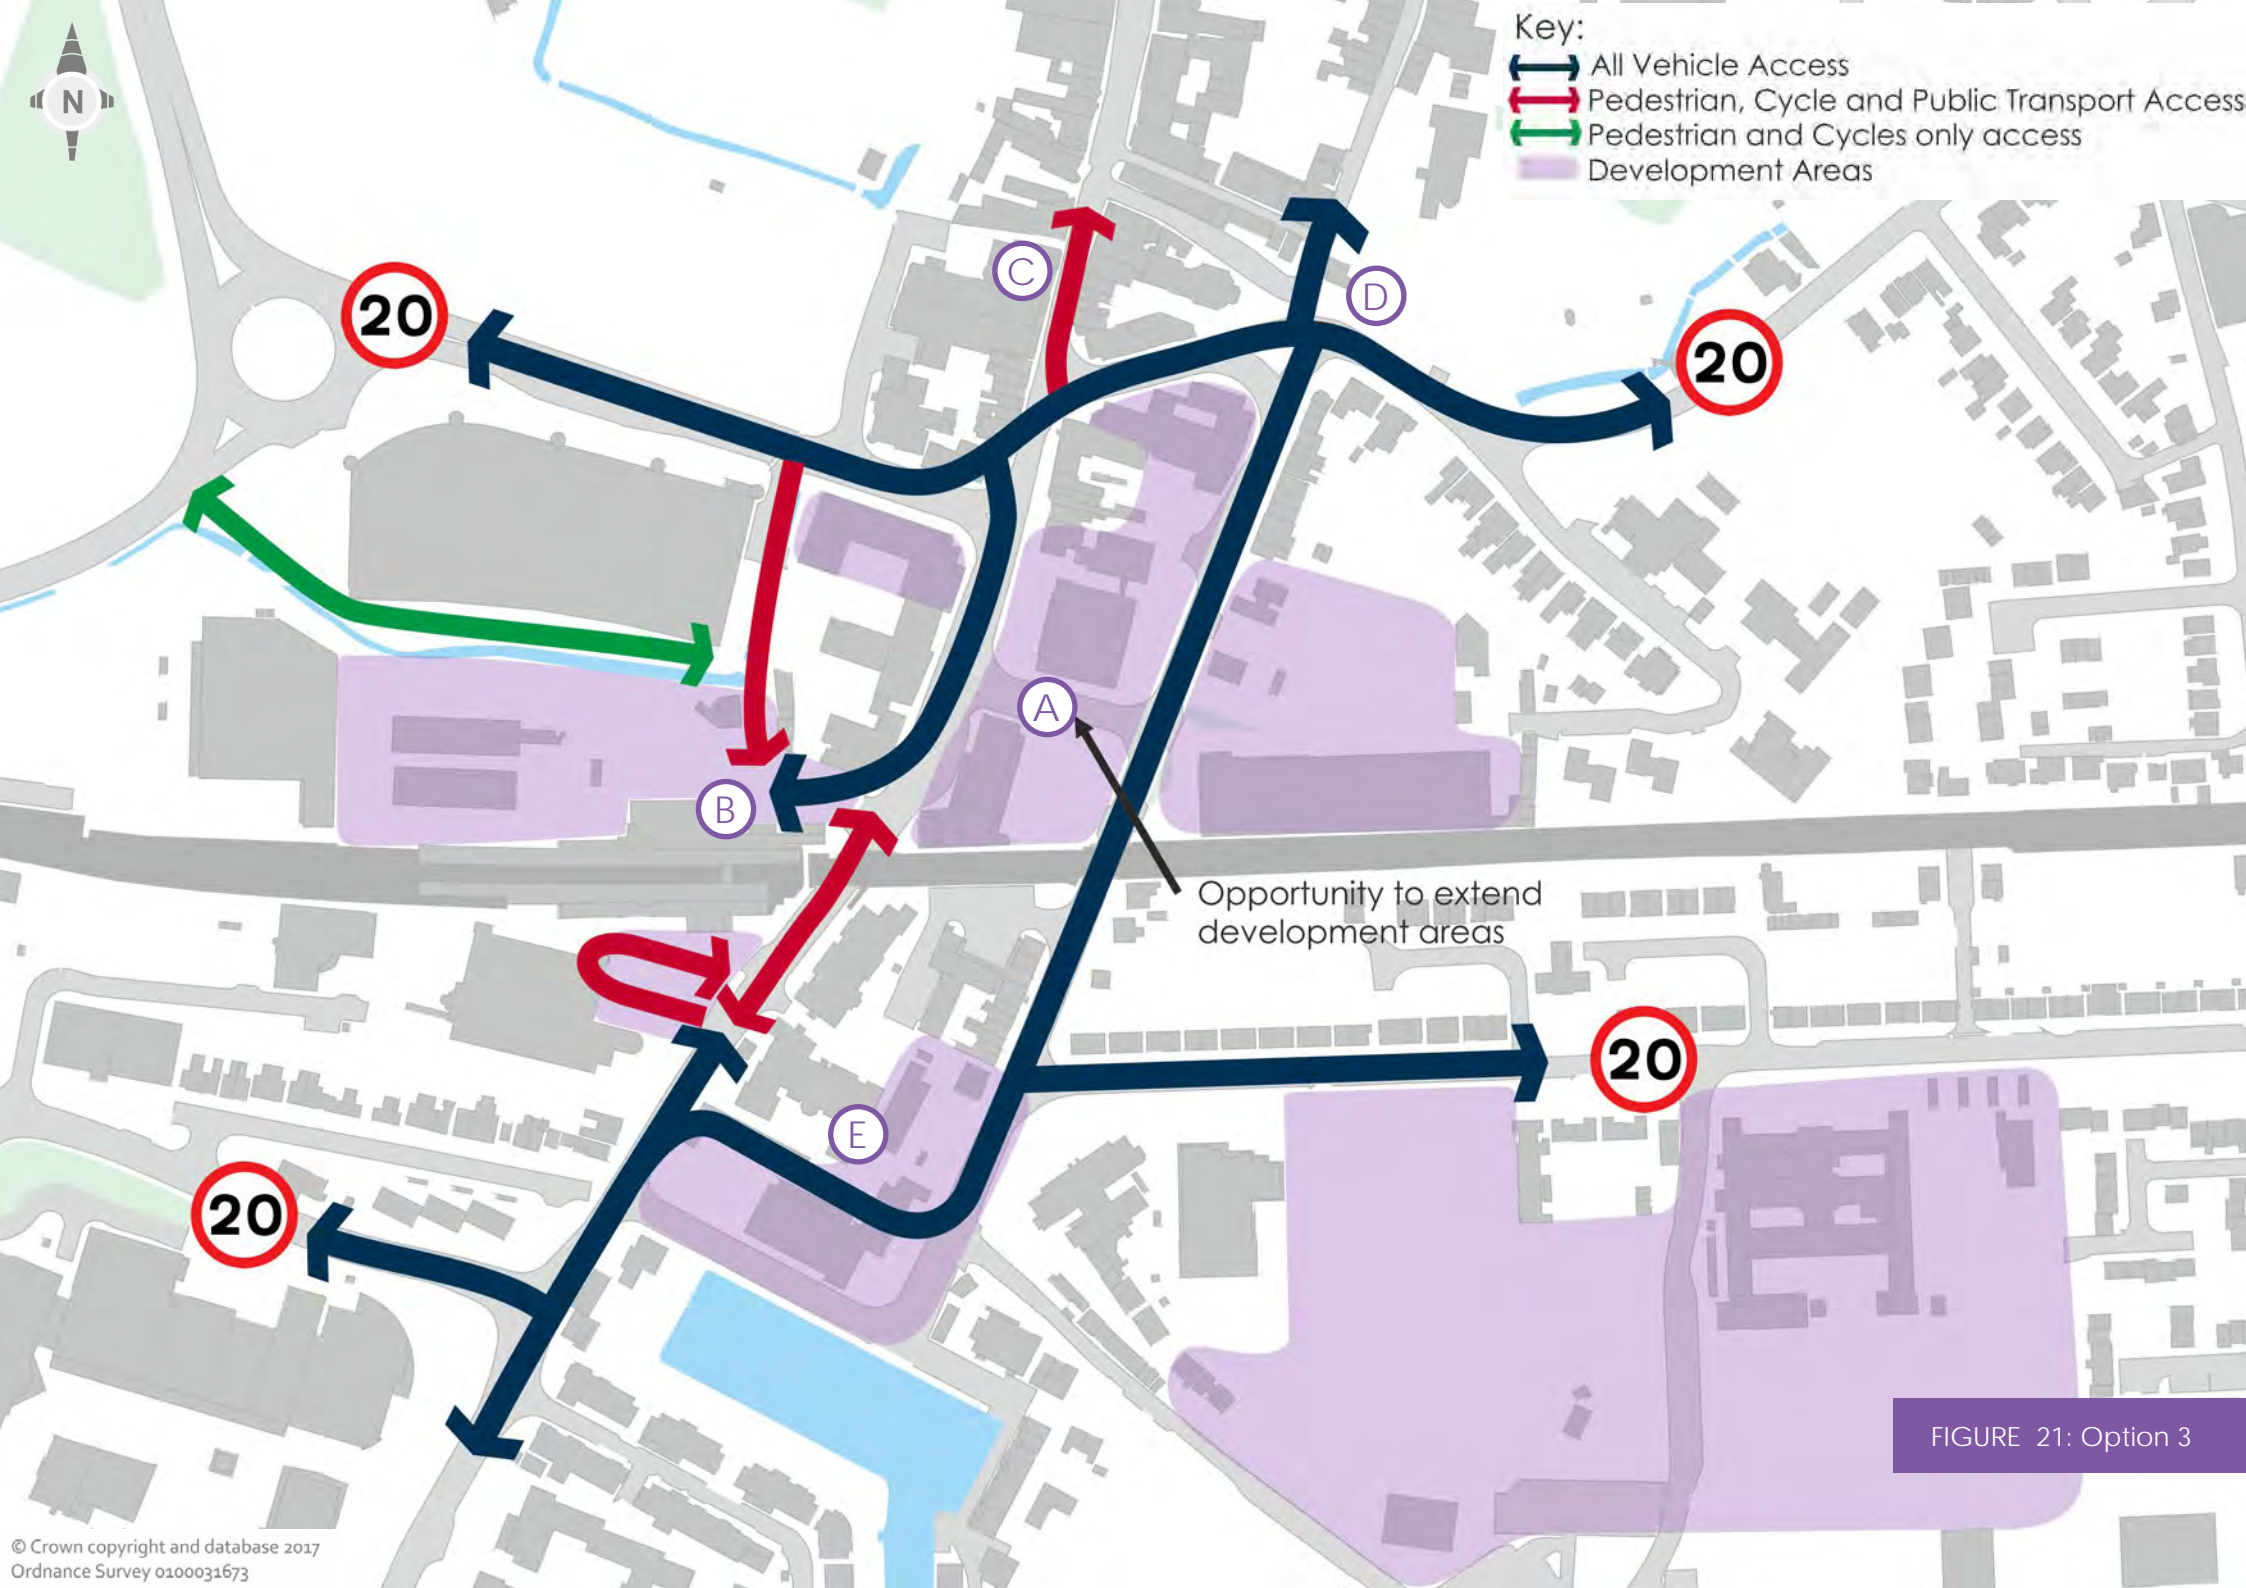 N
Key:
All Vehicle Access
Pedestrian, Cycle and Public Transport Access
Pedestrian and Cycles only access
Development Areas
C
D
20
20
A
B
Opportunity to extend
development areas
20
E
20
FIGURE 21: Option 3
© Crown copyright and database 2017
Ordnance Survey 0100031673